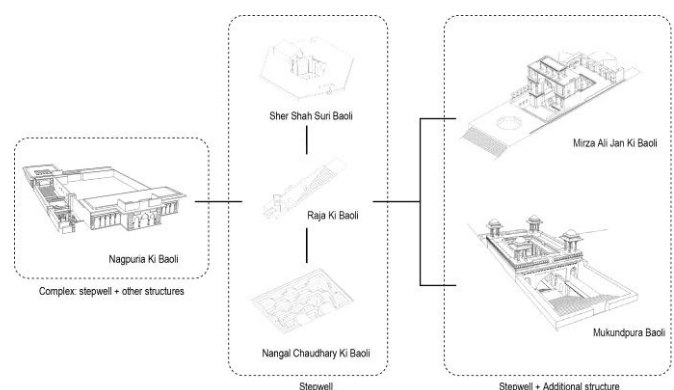 Sher Shah Suri Baoli
Mirza Ali Jan Ki Baoli
Raja Ki Baoli
Nagpuria Ki Baoli
Complex: stepwell + other structures
Mukundpura Baoli
Nangal Chaudhary Ki Baoli
Stepwell
Stepwell + Additional structure